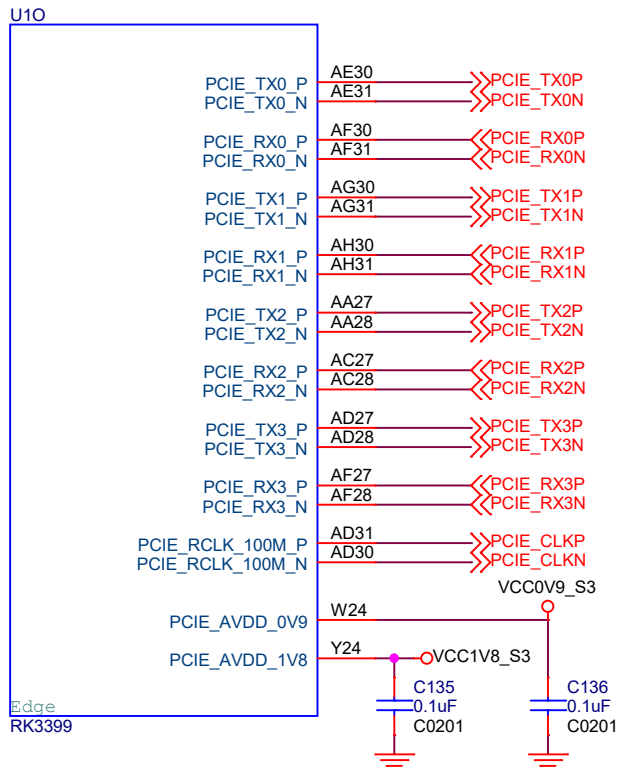 U1O
PCIE_TX0_P AE30 PCIE_TX0P
PCIE_TX0_N AE31 PCIE_TX0N
PCIE_RX0_P AF30 PCIE_RX0P
PCIE_RX0_N AF31 PCIE_RX0N
PCIE_TX1_P AG30 PCIE_TX1P
PCIE_TX1_N AG31 PCIE_TX1N
PCIE_RX1_P AH30 PCIE_RX1P
PCIE_RX1_N AH31 PCIE_RX1N
PCIE_TX2_P AA27 PCIE_TX2P
PCIE_TX2_N AA28 PCIE_TX2N
PCIE_RX2_P AC27 PCIE_RX2P
PCIE_RX2_N AC28 PCIE_RX2N
PCIE_TX3_P AD27 PCIE_TX3P
PCIE_TX3_N AD28 PCIE_TX3N
PCIE_RX3_P AF27 PCIE_RX3P
PCIE_RX3_N AF28 PCIE_RX3N
PCIE_RCLK_100M_P AD31 PCIE_CLKP
PCIE_RCLK_100M_N AD30 PCIE_CLKN
VCC0V9_S3
PCIE_AVDD_0V9 W24
PCIE_AVDD_1V8 Y24 VCC1V8_S3
C135 C136
0.1uF 0.1uF
C0201 C0201
Edge
RK3399